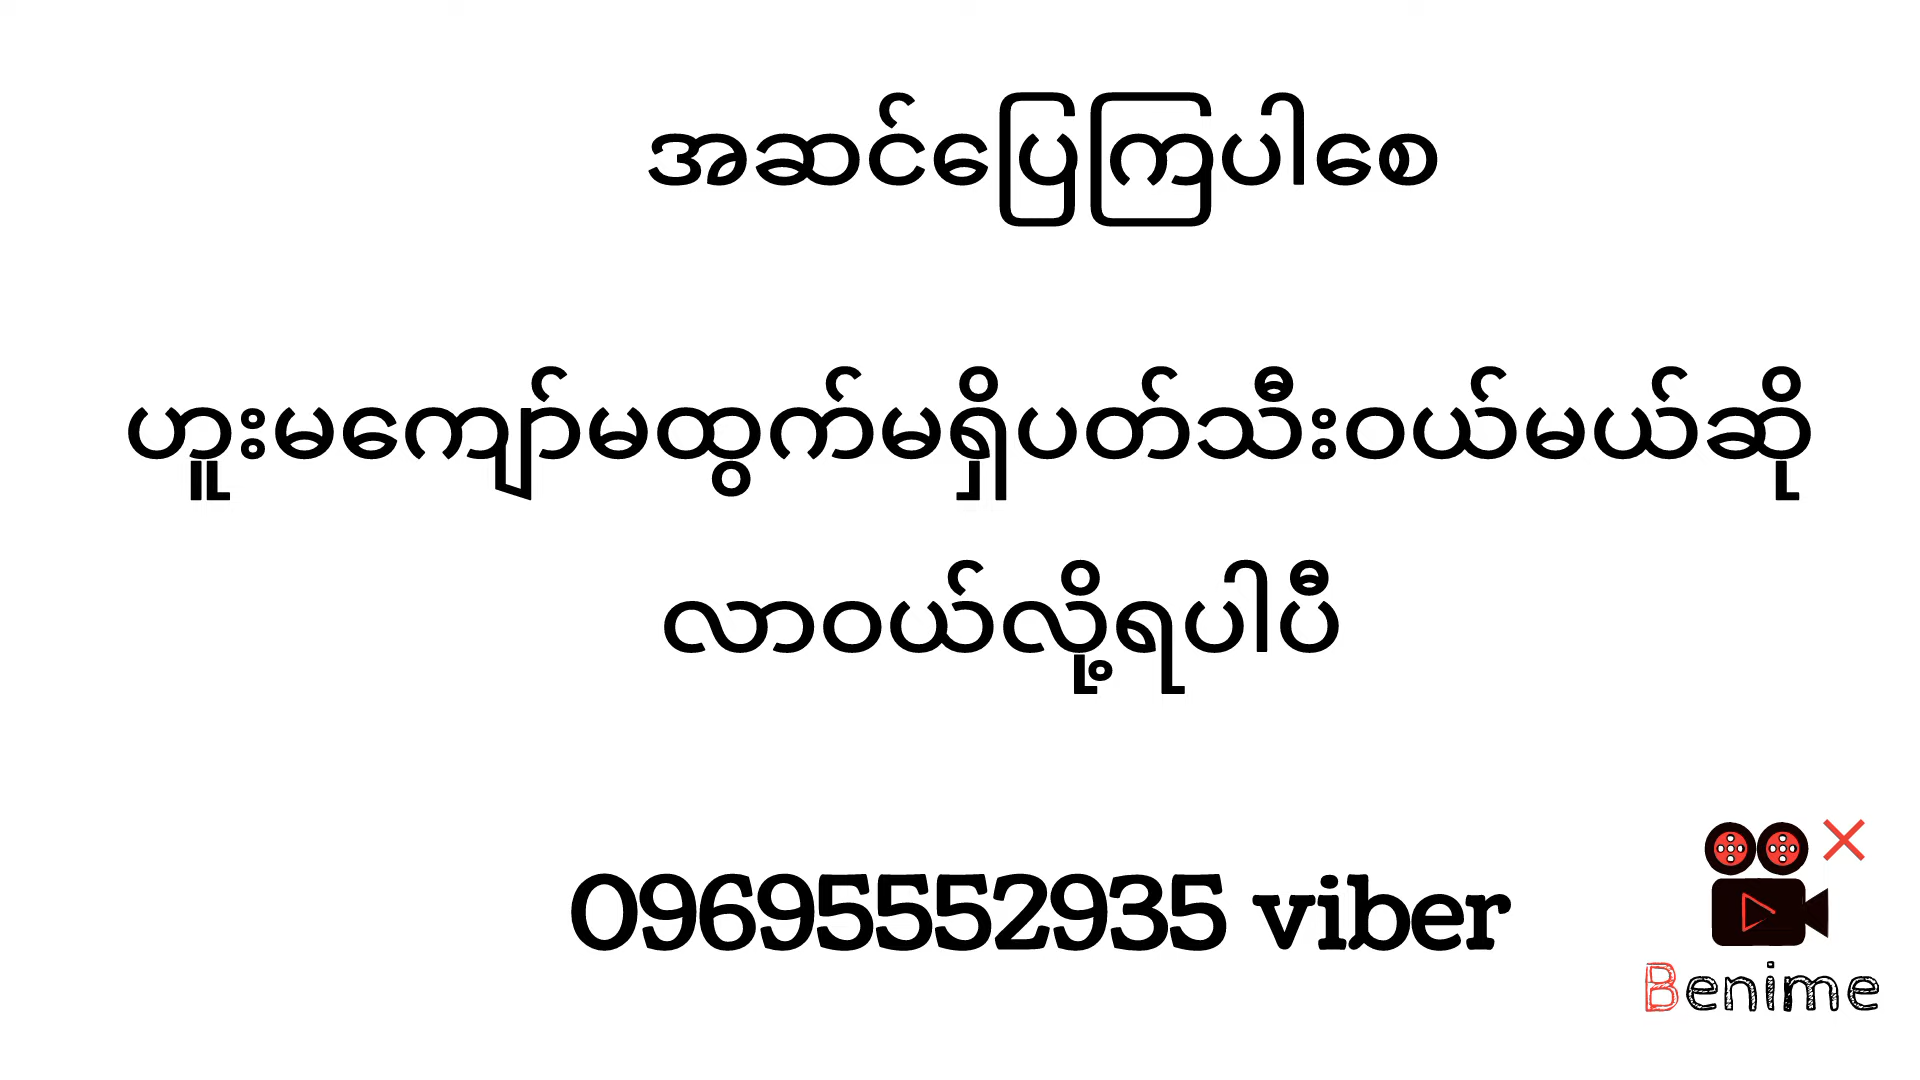 အဆင်ပြေကြပါစေ
ဟူးမကျော်မထွက်မရှိပတ်သီးဝယ်မယ်ဆို
လာဝယ်လို့ရပါပီ
09695552935 viber
Benime